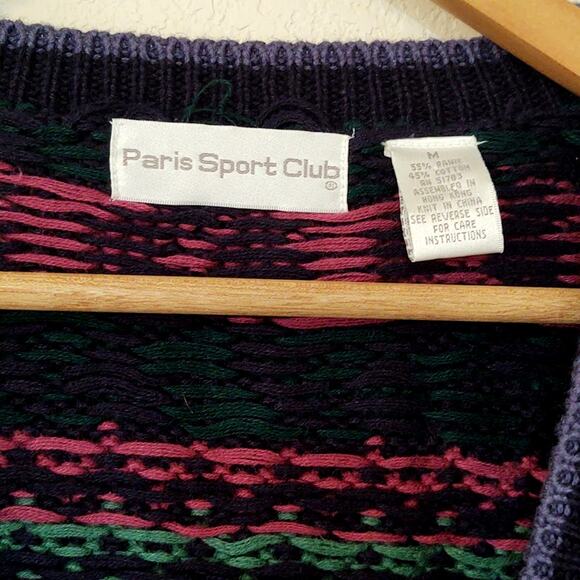 Paris Sport Club
®
M
55% RAMIE
45% COTTON
RN 51783
ASSEMBLED IN
HONG KONG
KNIT IN CHINA
SEE REVERSE SIDE
FOR CARE
INSTRUCTIONS